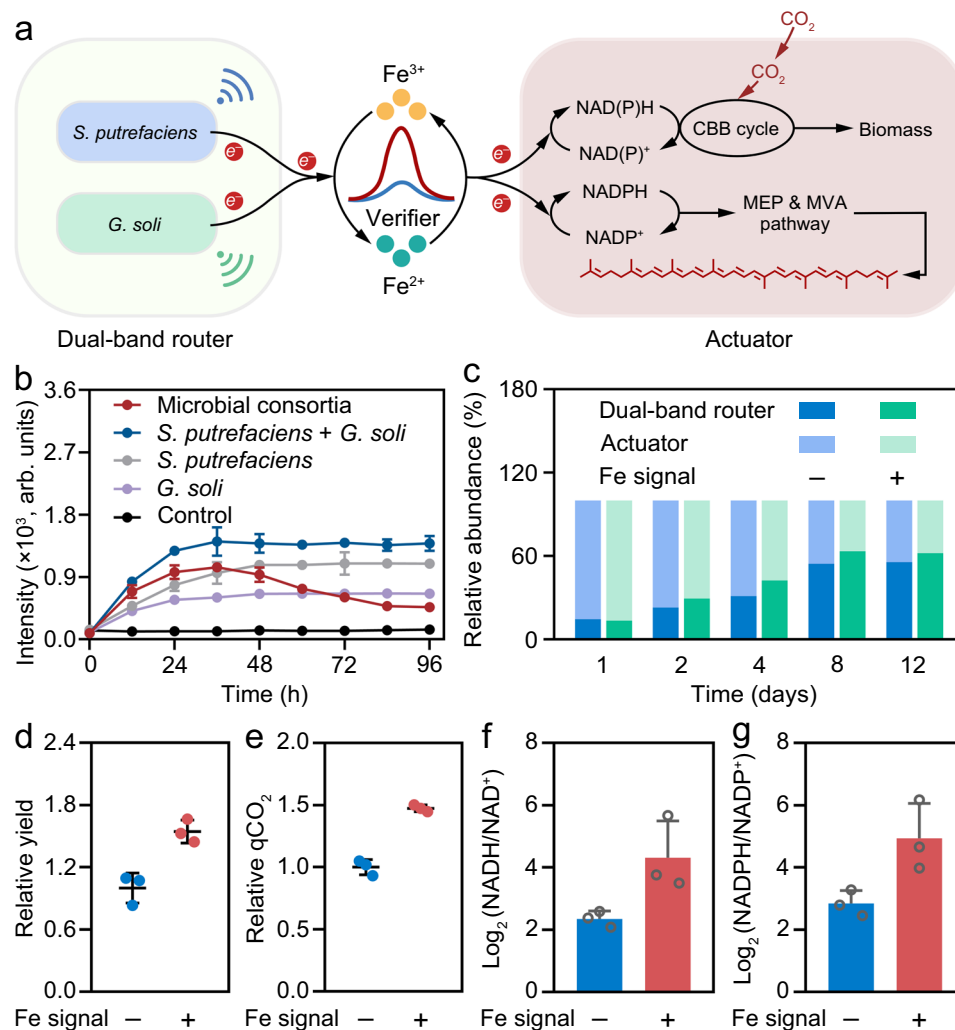 a
CO₂
CO₂
Fe³⁺
S. putrefaciens
NAD(P)H
CBB cycle
Biomass
NAD(P)⁺
e⁻
e⁻
e⁻
e⁻
e⁻
NADPH
G. soli
Verifier
MEP & MVA
pathway
NADP⁺
Fe²⁺
Dual-band router
Actuator
b
Intensity (×10³, arb. units)
3.6
2.7
1.8
0.9
0.0
Microbial consortia
S. putrefaciens + G. soli
S. putrefaciens
G. soli
Control
0 24 48 72 96
Time (h)
c
Relative abundance (%)
180
120
60
0
Dual-band router
Actuator
Fe signal − +
1 2 4 8 12
Time (days)
d
Relative yield
2.4
1.8
1.2
0.6
0.0
Fe signal − +
e
Relative qCO₂
2.0
1.5
1.0
0.5
0.0
Fe signal − +
f
Log₂(NADH/NAD⁺)
8
6
4
2
0
Fe signal − +
g
Log₂(NADPH/NADP⁺)
8
6
4
2
0
Fe signal − +